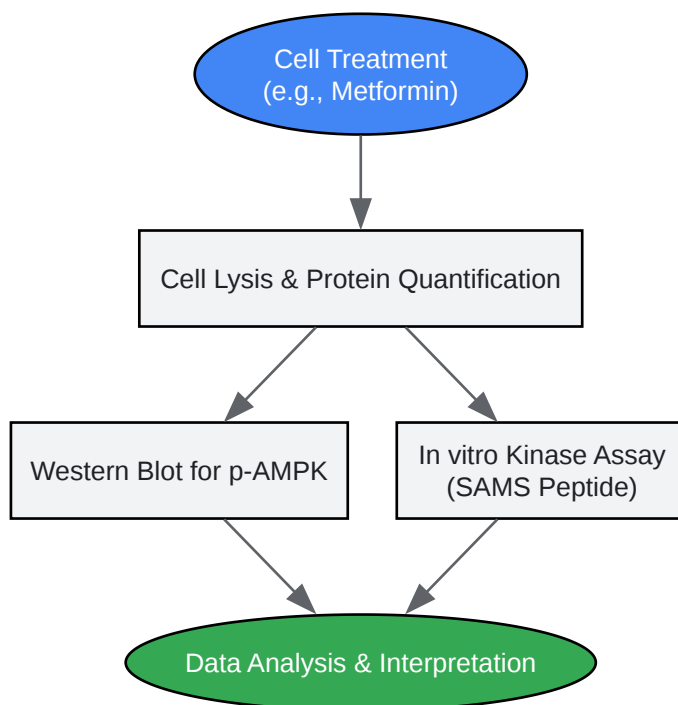 Cell Treatment
(e.g., Metformin)
Cell Lysis & Protein Quantification
Western Blot for p-AMPK
In vitro Kinase Assay
(SAMS Peptide)
Data Analysis & Interpretation